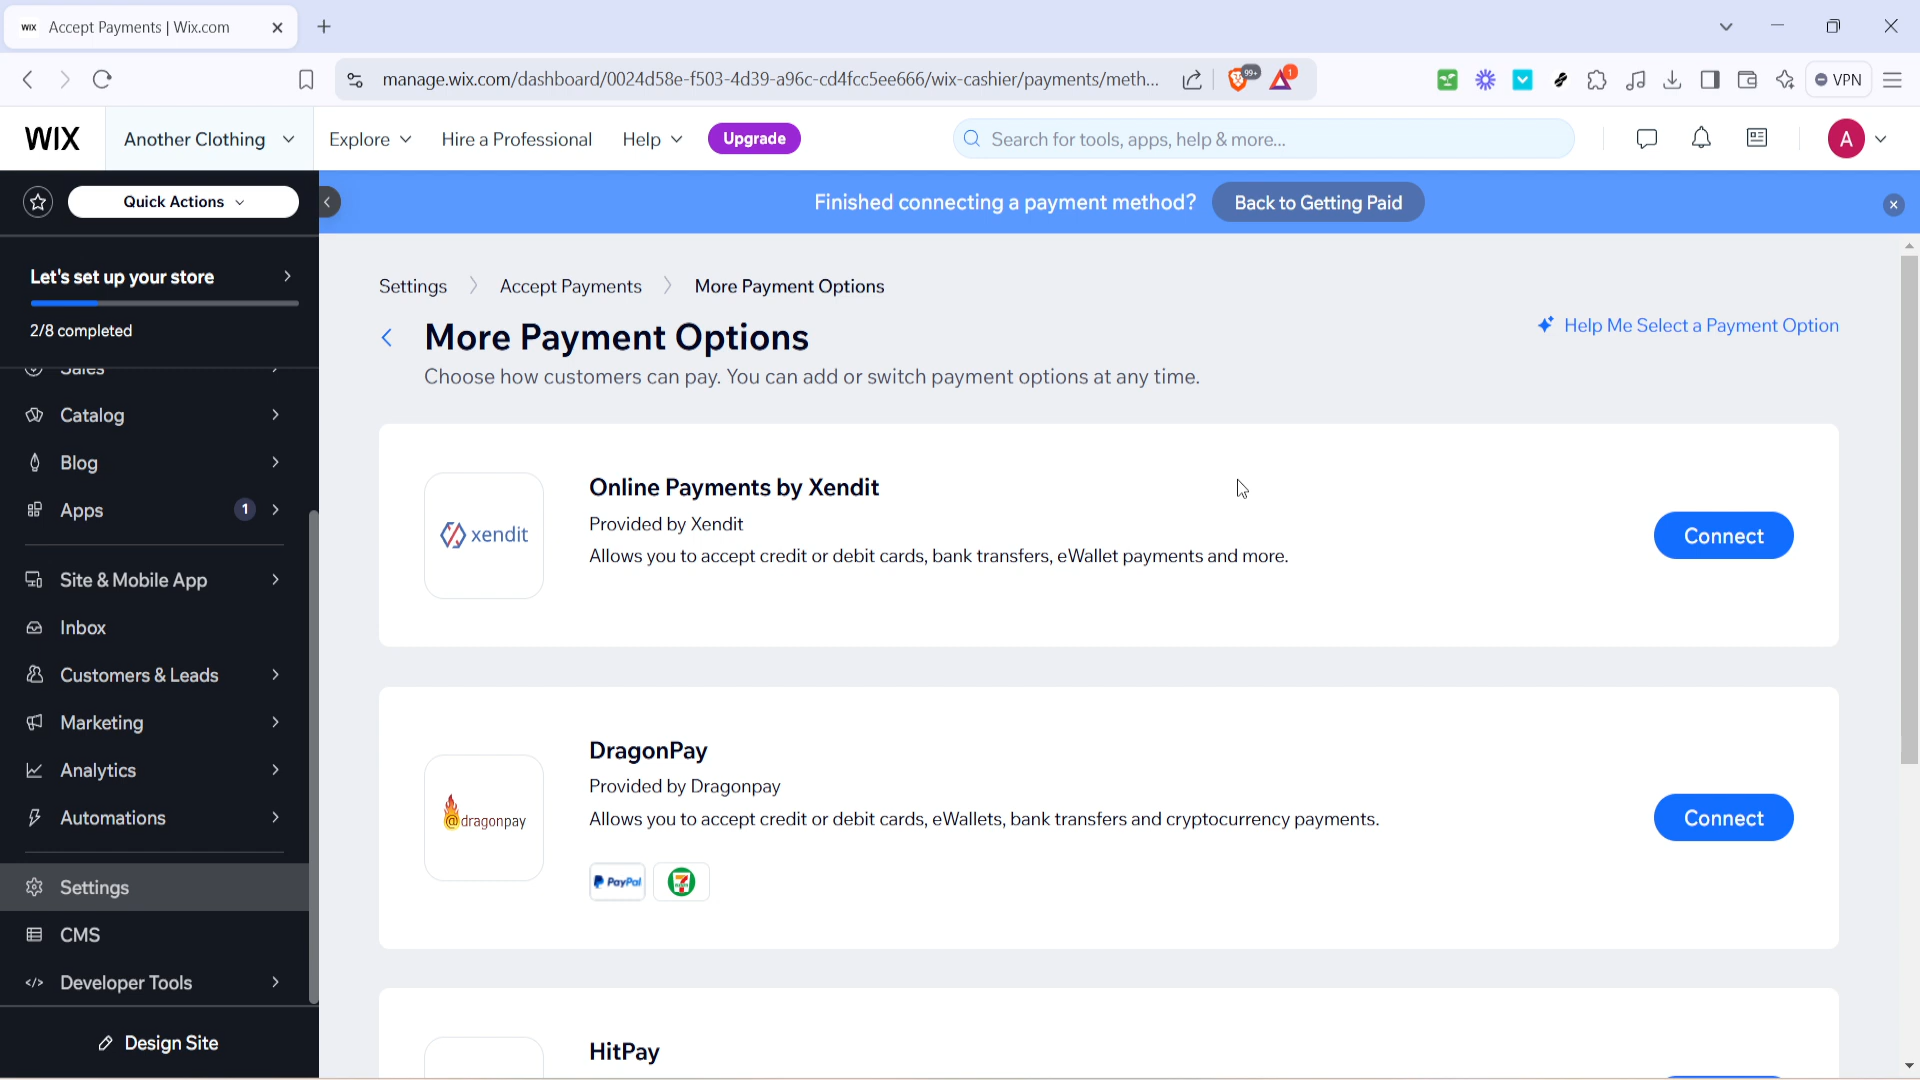 WIX Accept Payments | Wix.com
manage.wix.com/dashboard/0024d58e-f503-4d39-a96c-cd4fcc5ee666/wix-cashier/payments/meth...
99+
1
VPN
WIX
Another Clothing
Explore
Hire a Professional
Help
Upgrade
Search for tools, apps, help & more...
A
Quick Actions
Finished connecting a payment method?
Back to Getting Paid
Let's set up your store
2/8 completed
Sales
Catalog
Blog
Apps 1
Site & Mobile App
Inbox
Customers & Leads
Marketing
Analytics
Automations
Settings
CMS
Developer Tools
Design Site
Settings > Accept Payments > More Payment Options
More Payment Options
Help Me Select a Payment Option
Choose how customers can pay. You can add or switch payment options at any time.
xendit
Online Payments by Xendit
Provided by Xendit
Allows you to accept credit or debit cards, bank transfers, eWallet payments and more.
Connect
@dragonpay
DragonPay
Provided by Dragonpay
Allows you to accept credit or debit cards, eWallets, bank transfers and cryptocurrency payments.
PayPal
7
Connect
HitPay